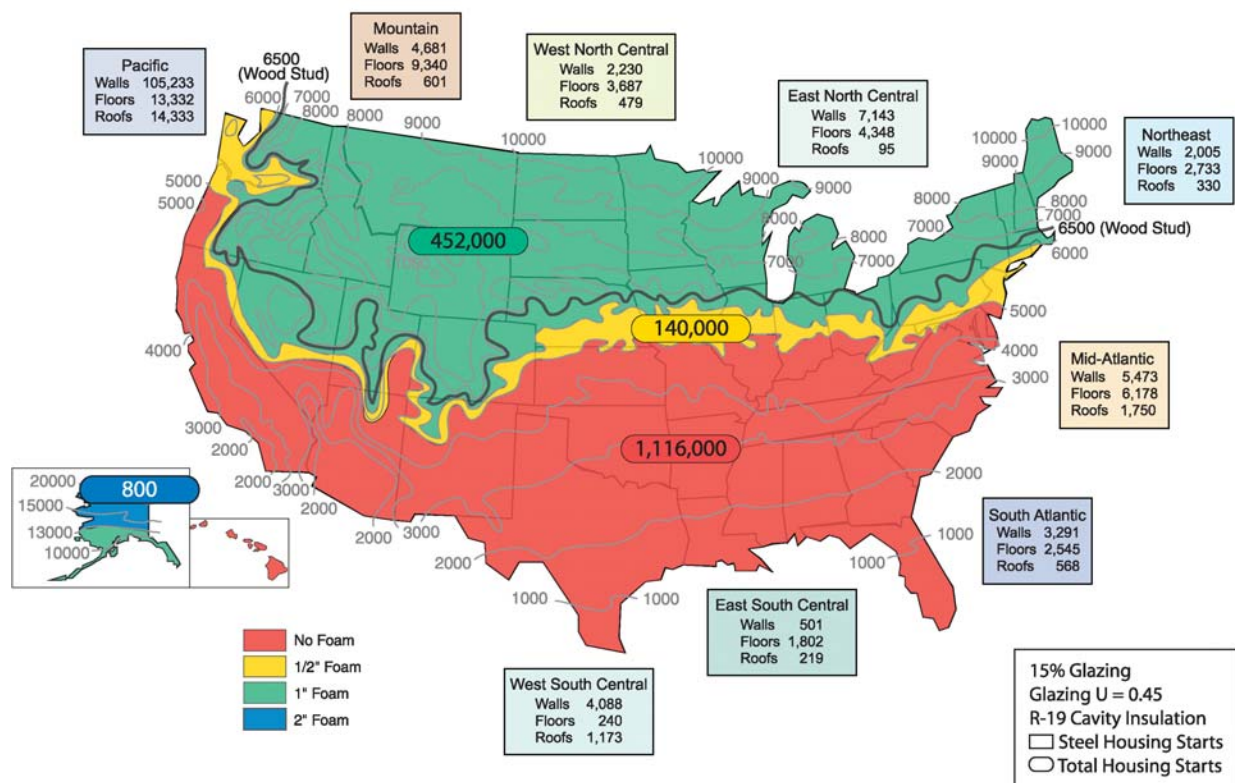 Pacific
Walls 105,233
Floors 13,332
Roofs 14,333
6500
(Wood Stud)
Mountain
Walls 4,681
Floors 9,340
Roofs 601
West North Central
Walls 2,230
Floors 3,687
Roofs 479
East North Central
Walls 7,143
Floors 4,348
Roofs 95
Northeast
Walls 2,005
Floors 2,733
Roofs 330
6000
7000
8000
8000
9000
10000
10000
9000
9000
8000
8000
7000
7000
10000
9000
10000
9000
8000
7000
8000
7000
6500 (Wood Stud)
6000
5000
5000
5000
4000
3000
452,000
140,000
1,116,000
4000
3000
2000
2000
3000
2000
2000
3000
2000
1000
1000
2000
1000
1000
Mid-Atlantic
Walls 5,473
Floors 6,178
Roofs 1,750
South Atlantic
Walls 3,291
Floors 2,545
Roofs 568
20000
800
15000
13000
10000
East South Central
Walls 501
Floors 1,802
Roofs 219
West South Central
Walls 4,088
Floors 240
Roofs 1,173
No Foam
1/2" Foam
1" Foam
2" Foam
15% Glazing
Glazing U = 0.45
R-19 Cavity Insulation
Steel Housing Starts
Total Housing Starts